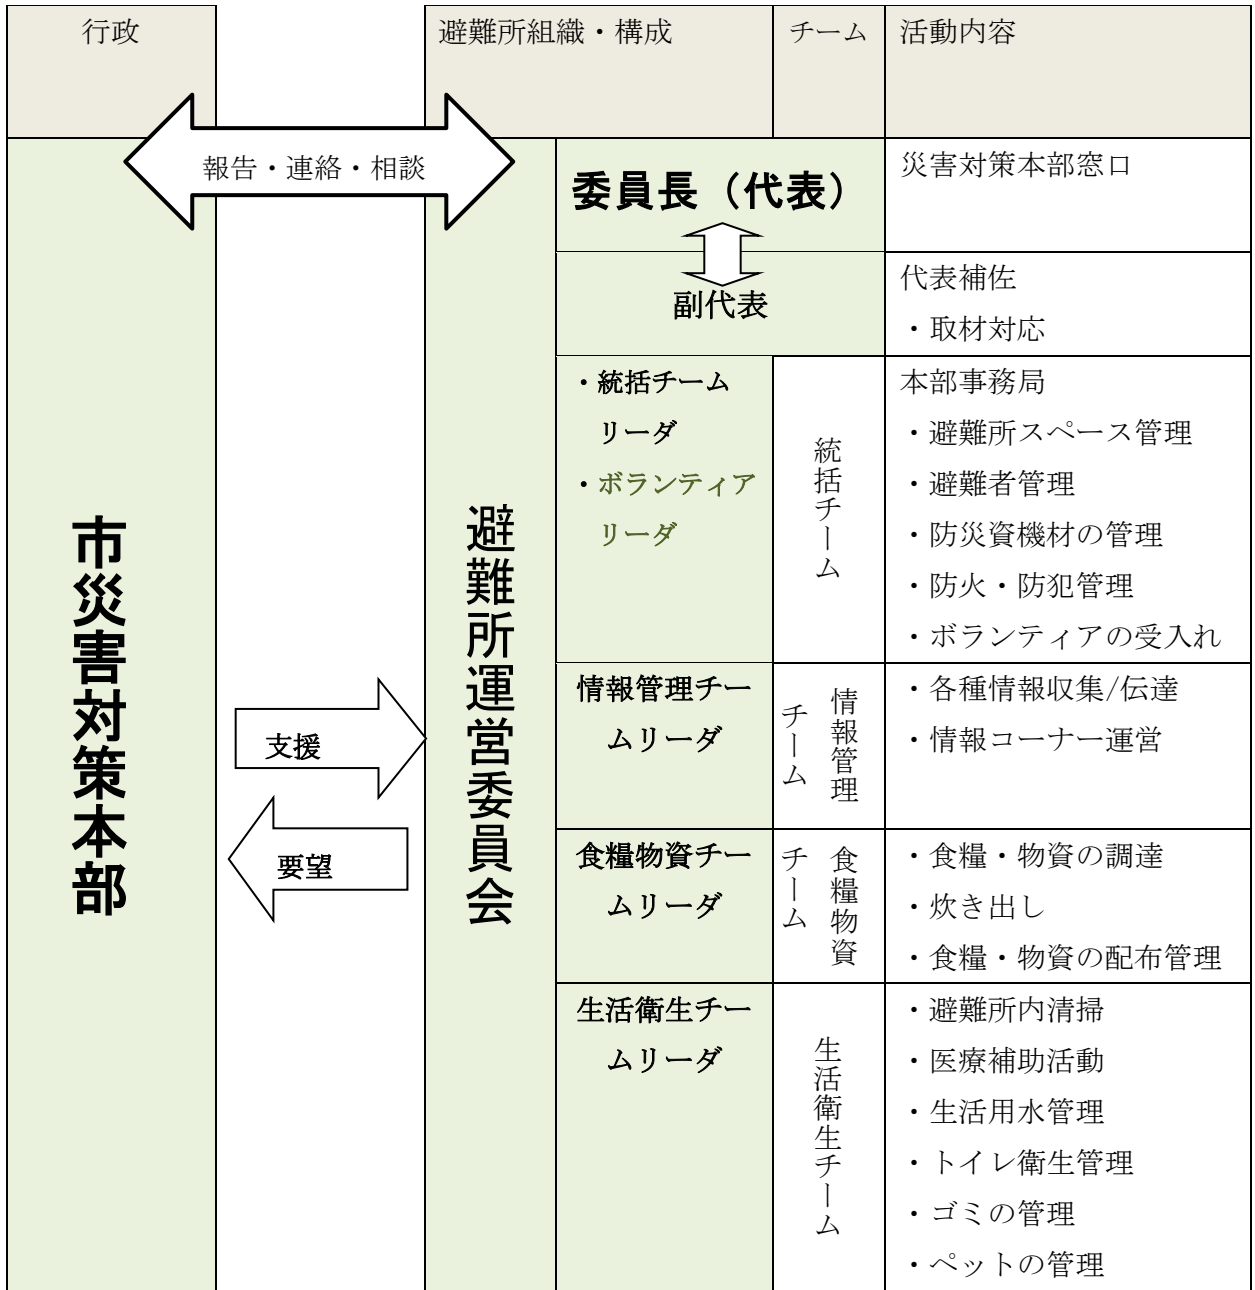 行政
避難所組織・構成
チーム
活動内容
報告・連絡・相談
市災害対策本部
支援
要望
避難所運営委員会
委員長（代表）
災害対策本部窓口
副代表
代表補佐
・取材対応
・統括チーム
リーダ
・ボランティア
リーダ
統括チーム
本部事務局
・避難所スペース管理
・避難者管理
・防災資機材の管理
・防火・防犯管理
・ボランティアの受入れ
情報管理チー
ムリーダ
情報管理
チーム
・各種情報収集/伝達
・情報コーナー運営
食糧物資チー
ムリーダ
食糧物資
チーム
・食糧・物資の調達
・炊き出し
・食糧・物資の配布管理
生活衛生チー
ムリーダ
生活衛生チーム
・避難所内清掃
・医療補助活動
・生活用水管理
・トイレ衛生管理
・ゴミの管理
・ペットの管理